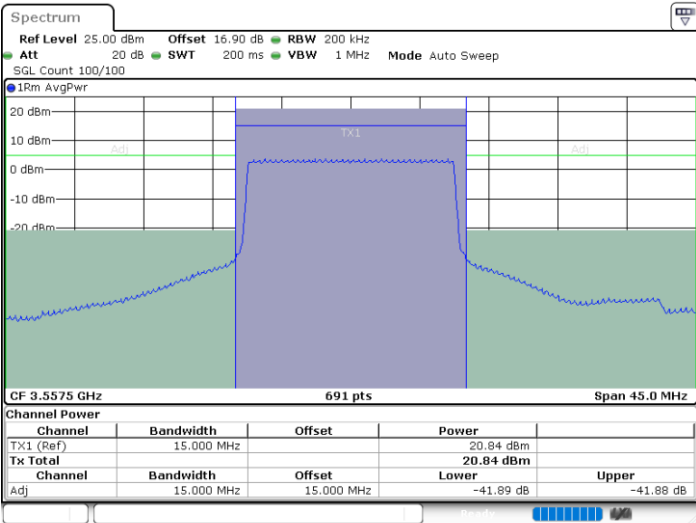 Spectrum
Ref Level 25.00 dBm Offset 16.90 dB RBW 200 kHz
Att 20 dB SWT 200 ms VBW 1 MHz Mode Auto Sweep
SGL Count 100/100
1Rm AvgPwr
20 dBm
TX1
10 dBm
Adj Adj
0 dBm
-10 dBm
-20 dBm
CF 3.5575 GHz 691 pts Span 45.0 MHz
Channel Power
Channel Bandwidth Offset Power
TX1 (Ref) 15.000 MHz 20.84 dBm
Tx Total 20.84 dBm
Channel Bandwidth Offset Lower Upper
Adj 15.000 MHz 15.000 MHz -41.89 dB -41.88 dB
Ready